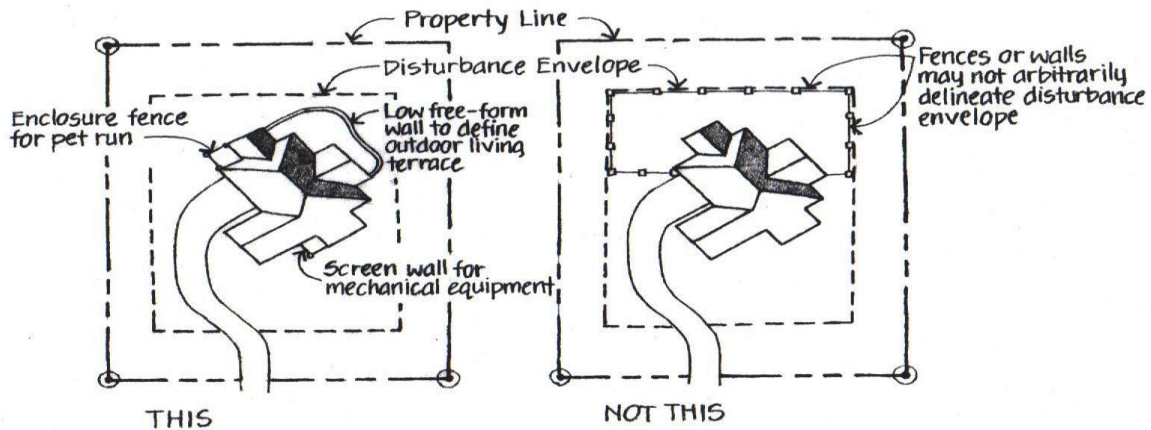 Property Line
Disturbance Envelope
Enclosure fence
for pet run
Low free-form
wall to define
outdoor living
terrace
Screen wall for
mechanical equipment
Fences or walls
may not arbitrarily
delineate disturbance
envelope
THIS
NOT THIS